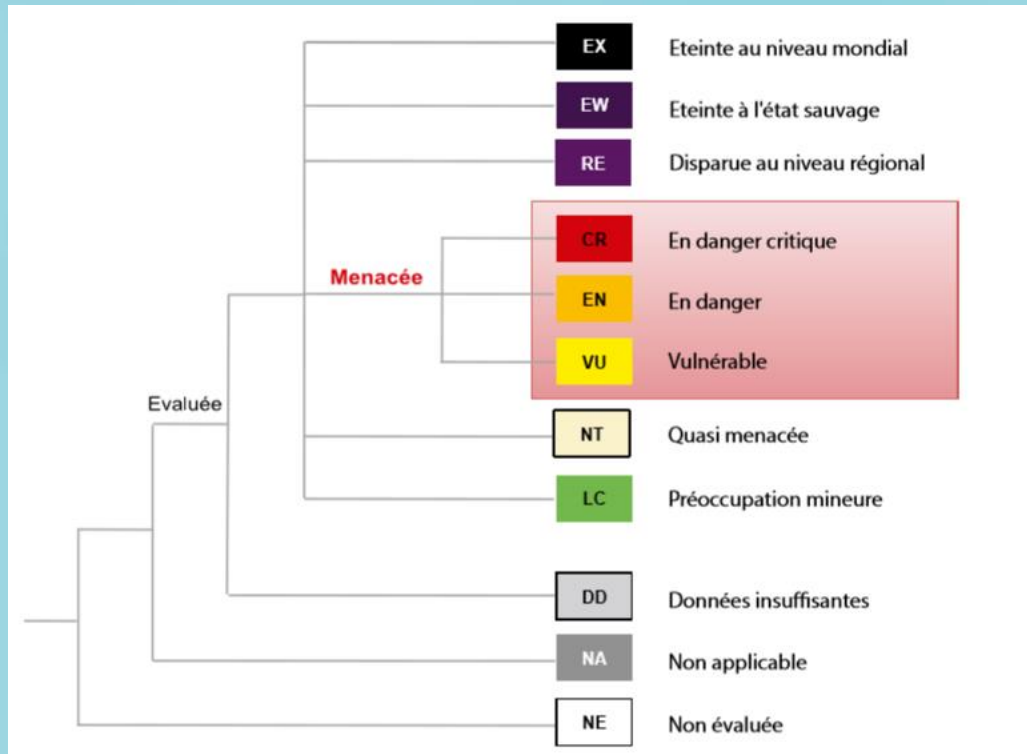 EX Eteinte au niveau mondial
EW Eteinte à l'état sauvage
RE Disparue au niveau régional
CR En danger critique
Menacée
EN En danger
VU Vulnérable
Evaluée
NT Quasi menacée
LC Préoccupation mineure
DD Données insuffisantes
NA Non applicable
NE Non évaluée